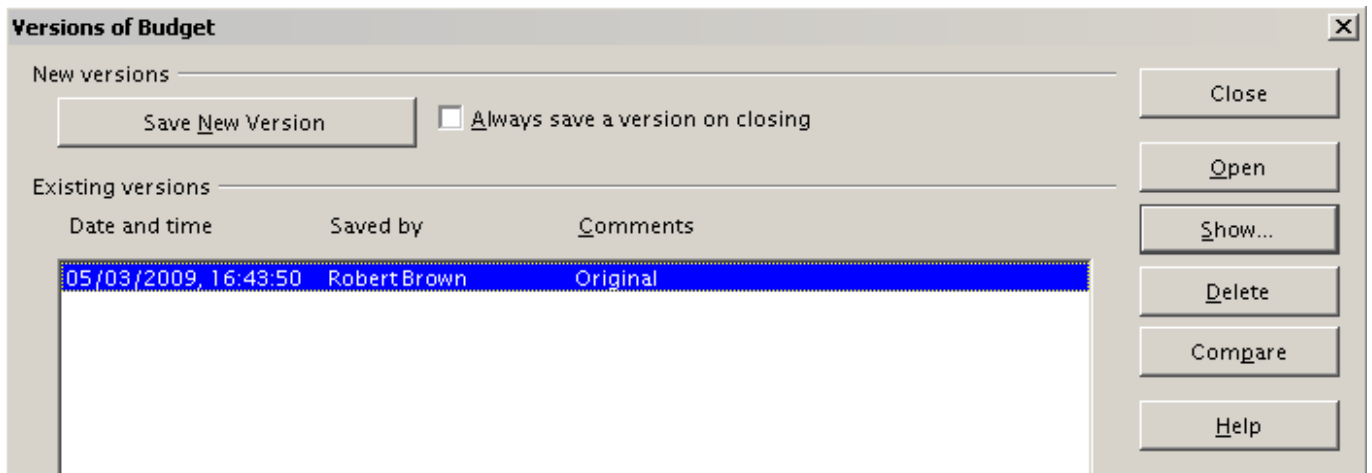 Versions of Budget
New versions
Save New Version
Always save a version on closing
Existing versions
Date and time Saved by Comments
05/03/2009, 16:43:50 Robert Brown Original
Close
Open
Show...
Delete
Compare
Help